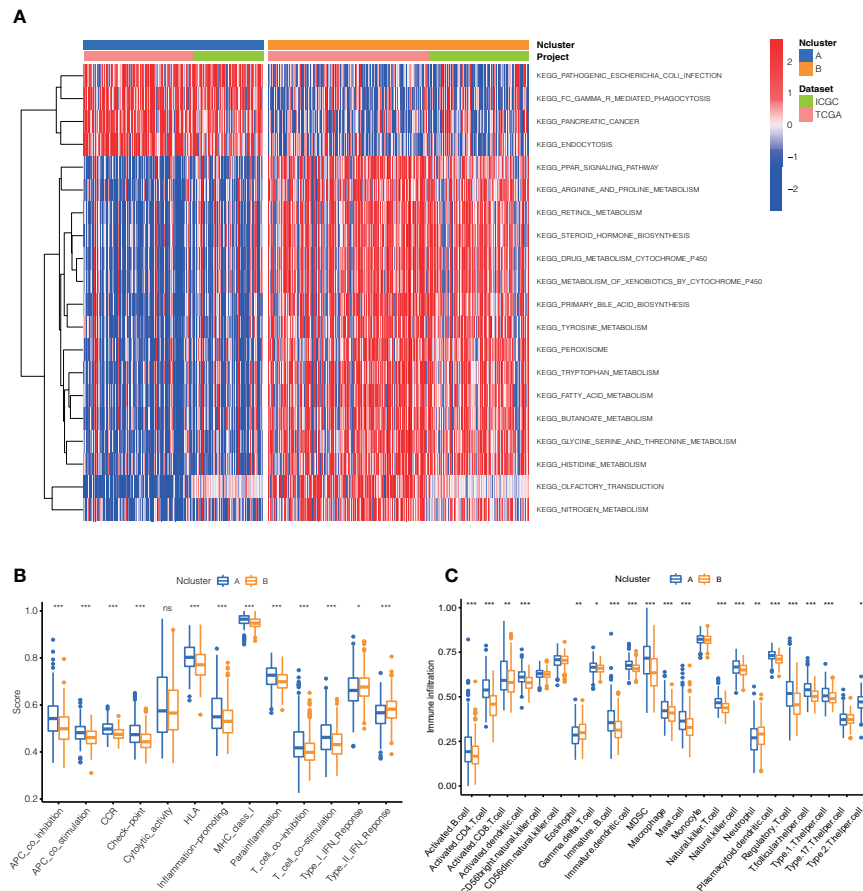 A
Ncluster
Project
KEGG_PATHOGENIC_ESCHERICHIA_COLI_INFECTION
KEGG_FC_GAMMA_R_MEDIATED_PHAGOCYTOSIS
KEGG_PANCREATIC_CANCER
KEGG_ENDOCYTOSIS
KEGG_PPAR_SIGNALING_PATHWAY
KEGG_ARGININE_AND_PROLINE_METABOLISM
KEGG_RETINOL_METABOLISM
KEGG_STEROID_HORMONE_BIOSYNTHESIS
KEGG_DRUG_METABOLISM_CYTOCHROME_P450
KEGG_METABOLISM_OF_XENOBIOTICS_BY_CYTOCHROME_P450
KEGG_PRIMARY_BILE_ACID_BIOSYNTHESIS
KEGG_TYROSINE_METABOLISM
KEGG_PEROXISOME
KEGG_TRYPTOPHAN_METABOLISM
KEGG_FATTY_ACID_METABOLISM
KEGG_BUTANOATE_METABOLISM
KEGG_GLYCINE_SERINE_AND_THREONINE_METABOLISM
KEGG_HISTIDINE_METABOLISM
KEGG_OLFACTORY_TRANSDUCTION
KEGG_NITROGEN_METABOLISM
2
1
0
−1
−2
Ncluster
A
B
Dataset
ICGC
TCGA
B
Ncluster A B
*** *** *** *** ns *** *** *** *** *** *** * ***
Score
1.0
0.8
0.6
0.4
0.2
APC_co_inhibition
APC_co_stimulation
CCR
Check−point
Cytolytic_activity
HLA
Inflammation−promoting
MHC_class_I
Parainflammation
T_cell_co−inhibition
T_cell_co−stimulation
Type_I_IFN_Reponse
Type_II_IFN_Reponse
C
Ncluster A B
*** *** ** *** ** * *** *** *** *** *** *** *** ** *** *** *** ***
Immune infiltration
1.00
0.75
0.50
0.25
0.00
Activated.B.cell
Activated.CD4.T.cell
Activated.CD8.T.cell
Activated.dendritic.cell
CD56bright.natural.killer.cell
CD56dim.natural.killer.cell
Eosinophil
Gamma.delta.T.cell
Immature..B.cell
Immature.dendritic.cell
MDSC
Macrophage
Mast.cell
Monocyte
Natural.killer.T.cell
Natural.killer.cell
Neutrophil
Plasmacytoid.dendritic.cell
Regulatory.T.cell
T.follicular.helper.cell
Type.1.T.helper.cell
Type.17.T.helper.cell
Type.2.T.helper.cell